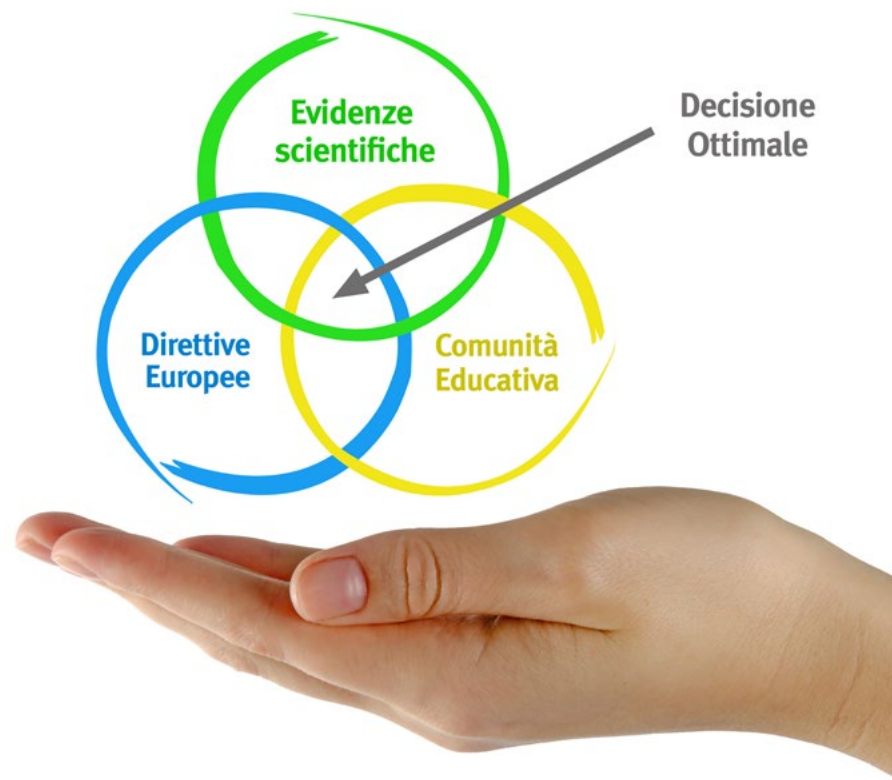 Evidenze
scientifiche
Decisione
Ottimale
Direttive
Europee
Comunità
Educativa